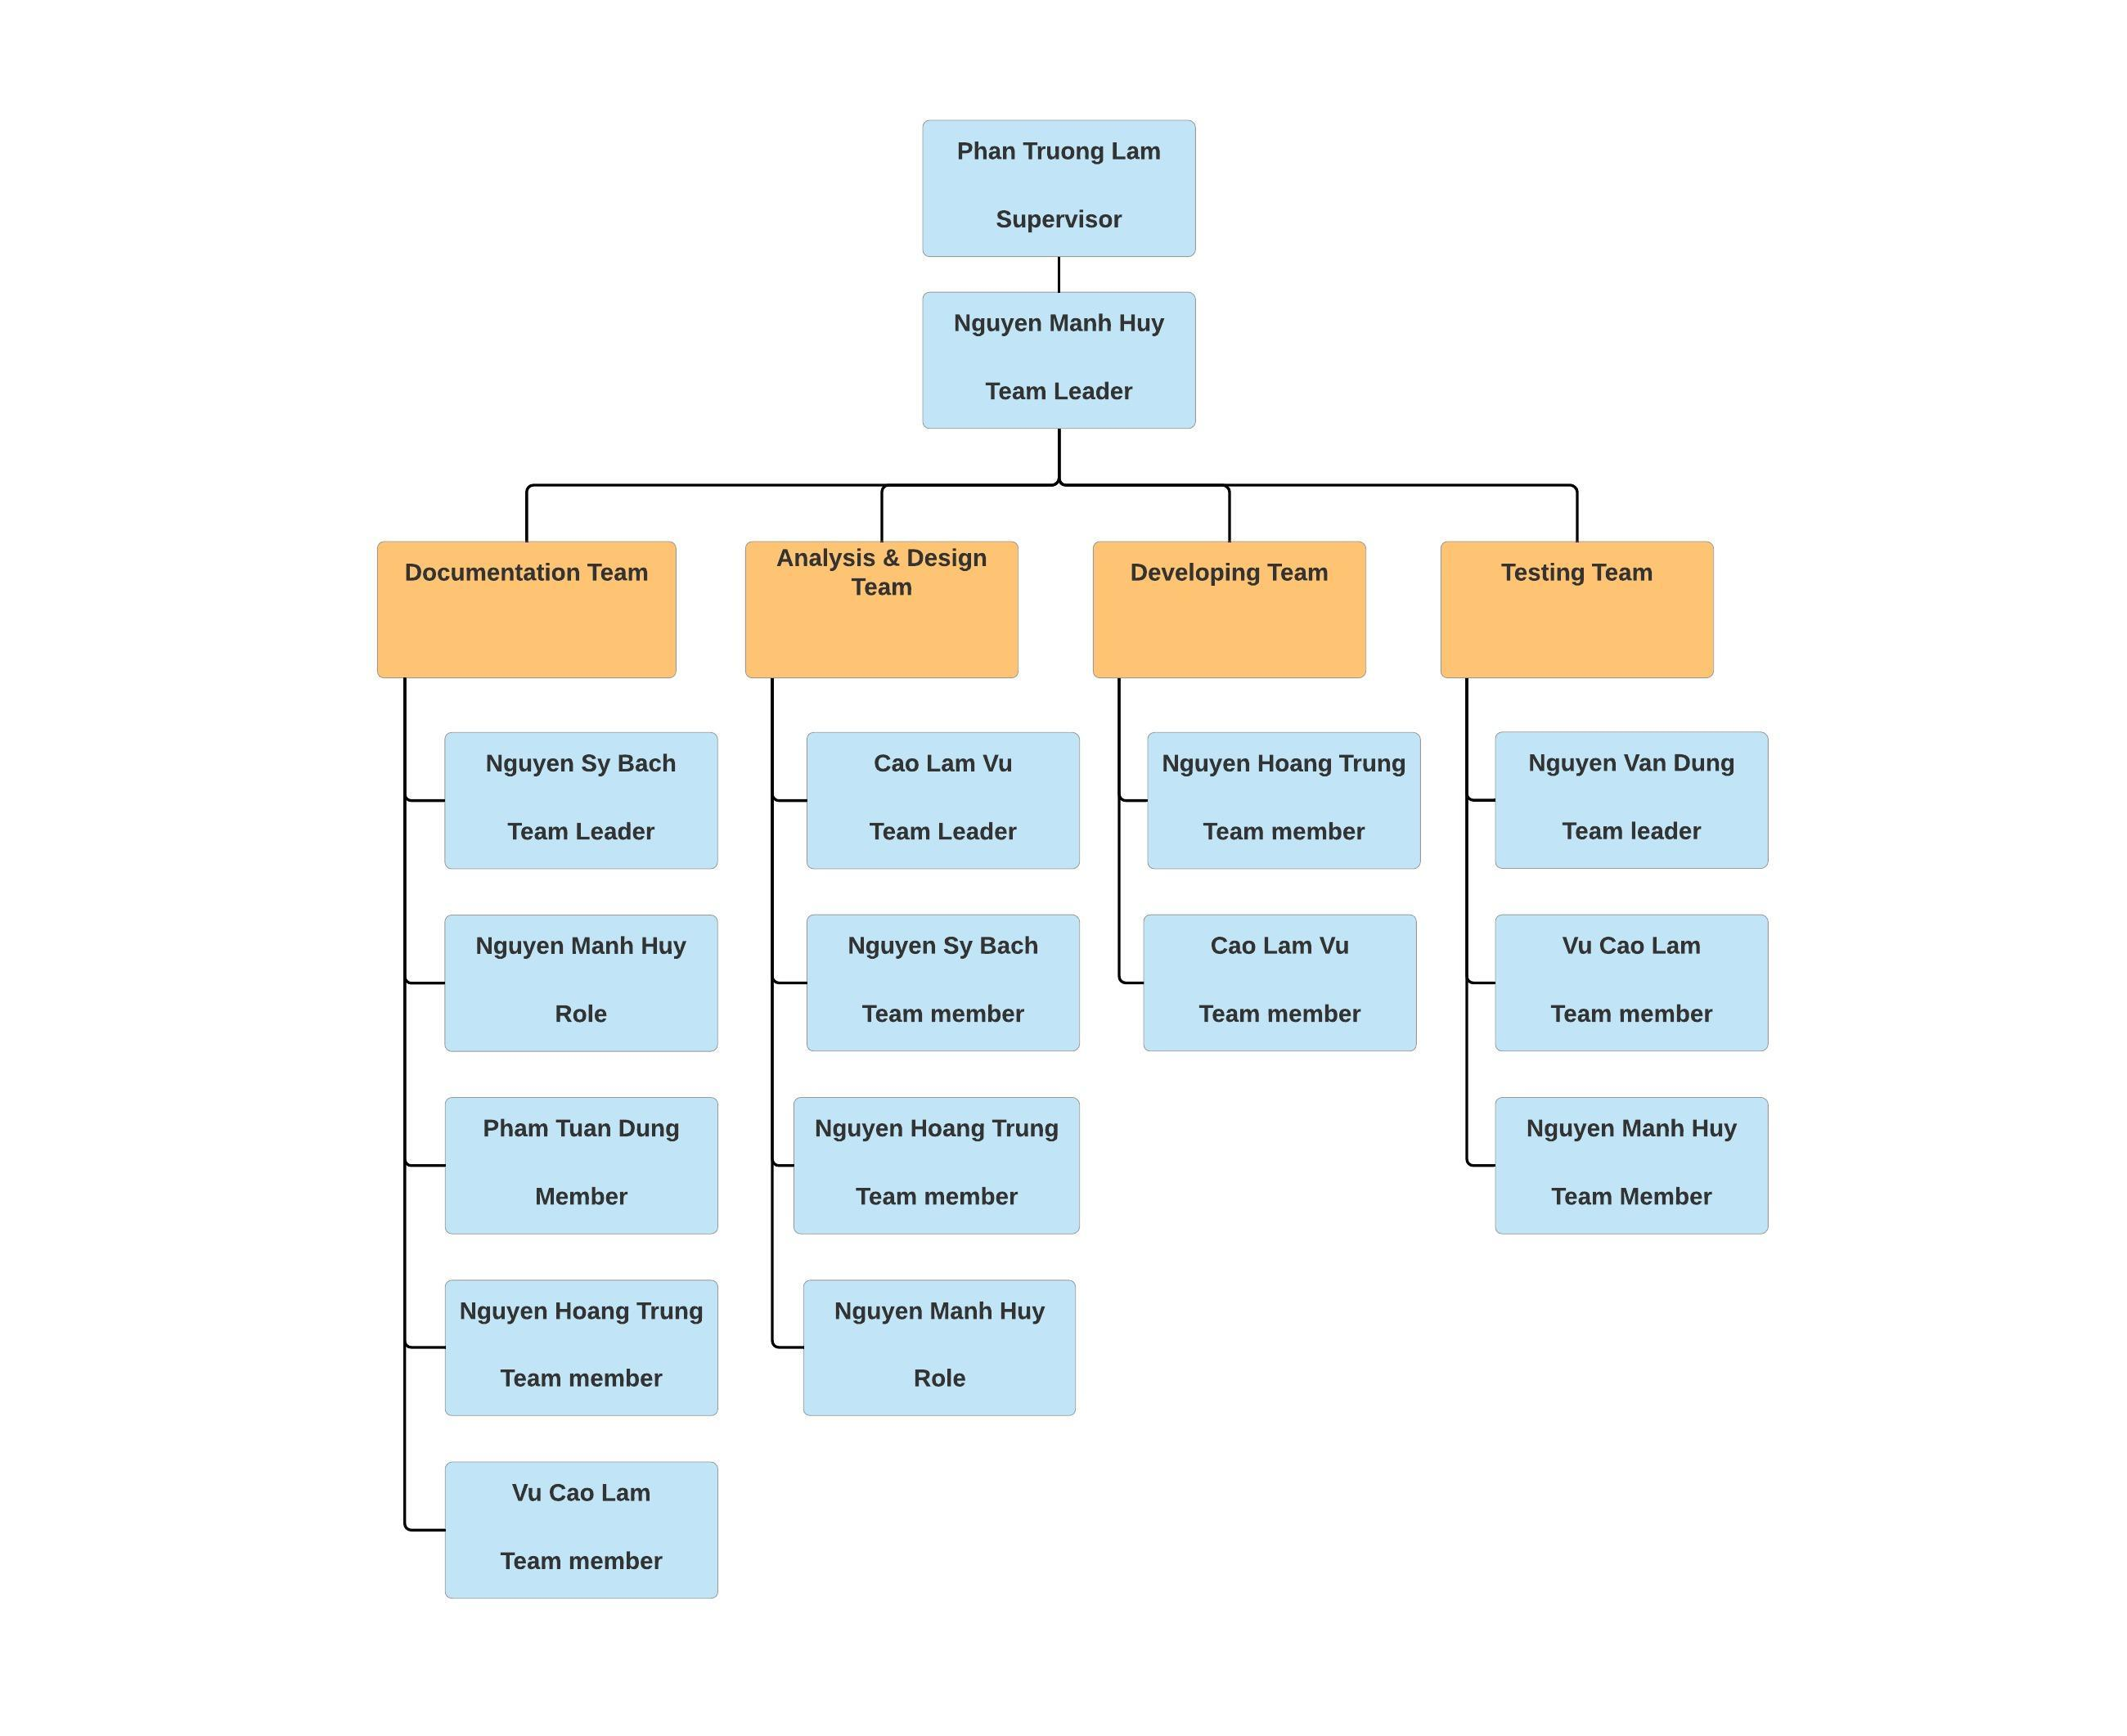 Phan Truong Lam
Supervisor
Nguyen Manh Huy
Team Leader
Documentation Team
Analysis & Design
Team
Developing Team
Testing Team
Nguyen Sy Bach
Team Leader
Nguyen Manh Huy
Role
Pham Tuan Dung
Member
Nguyen Hoang Trung
Team member
Vu Cao Lam
Team member
Cao Lam Vu
Team Leader
Nguyen Sy Bach
Team member
Nguyen Hoang Trung
Team member
Nguyen Manh Huy
Role
Nguyen Hoang Trung
Team member
Cao Lam Vu
Team member
Nguyen Van Dung
Team leader
Vu Cao Lam
Team member
Nguyen Manh Huy
Team Member